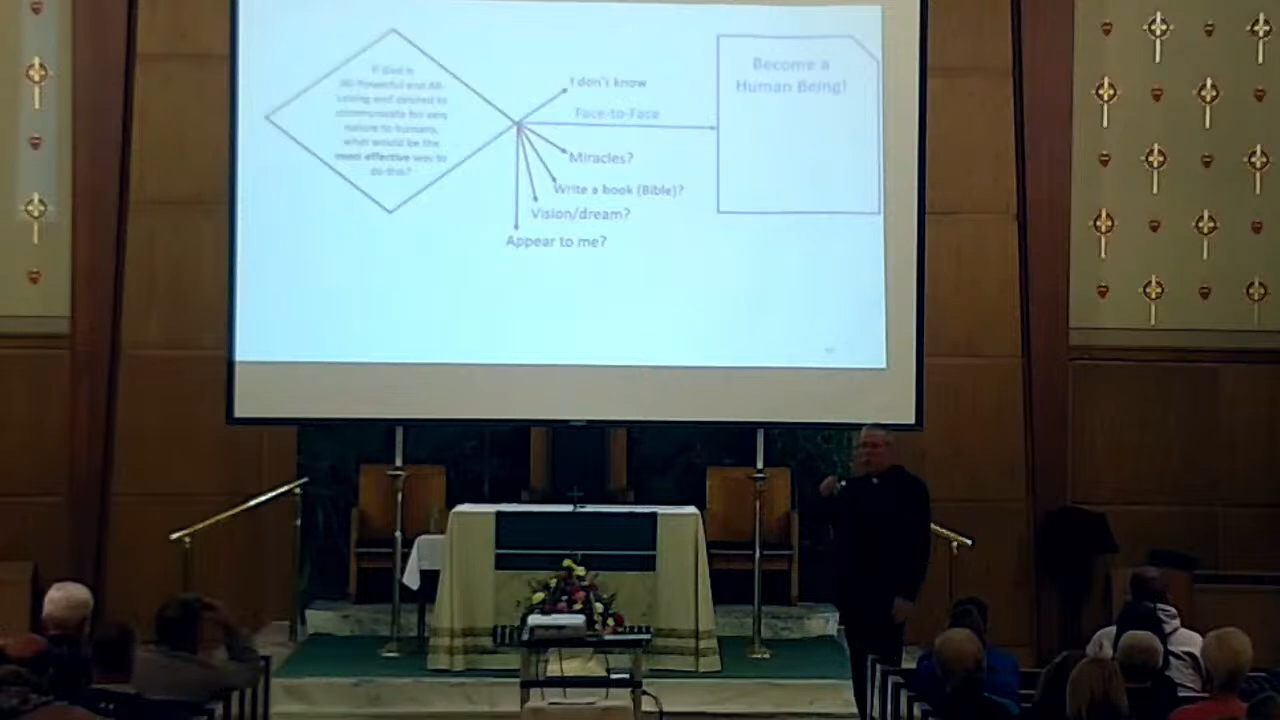 If God is
All-Powerful and All-
Loving and desired to
communicate his very
nature to humans,
what would be the
most effective way to
do this?
I don't know
Face-to-Face
Miracles?
Write a book (Bible)?
Vision/dream?
Appear to me?
Become a
Human Being!